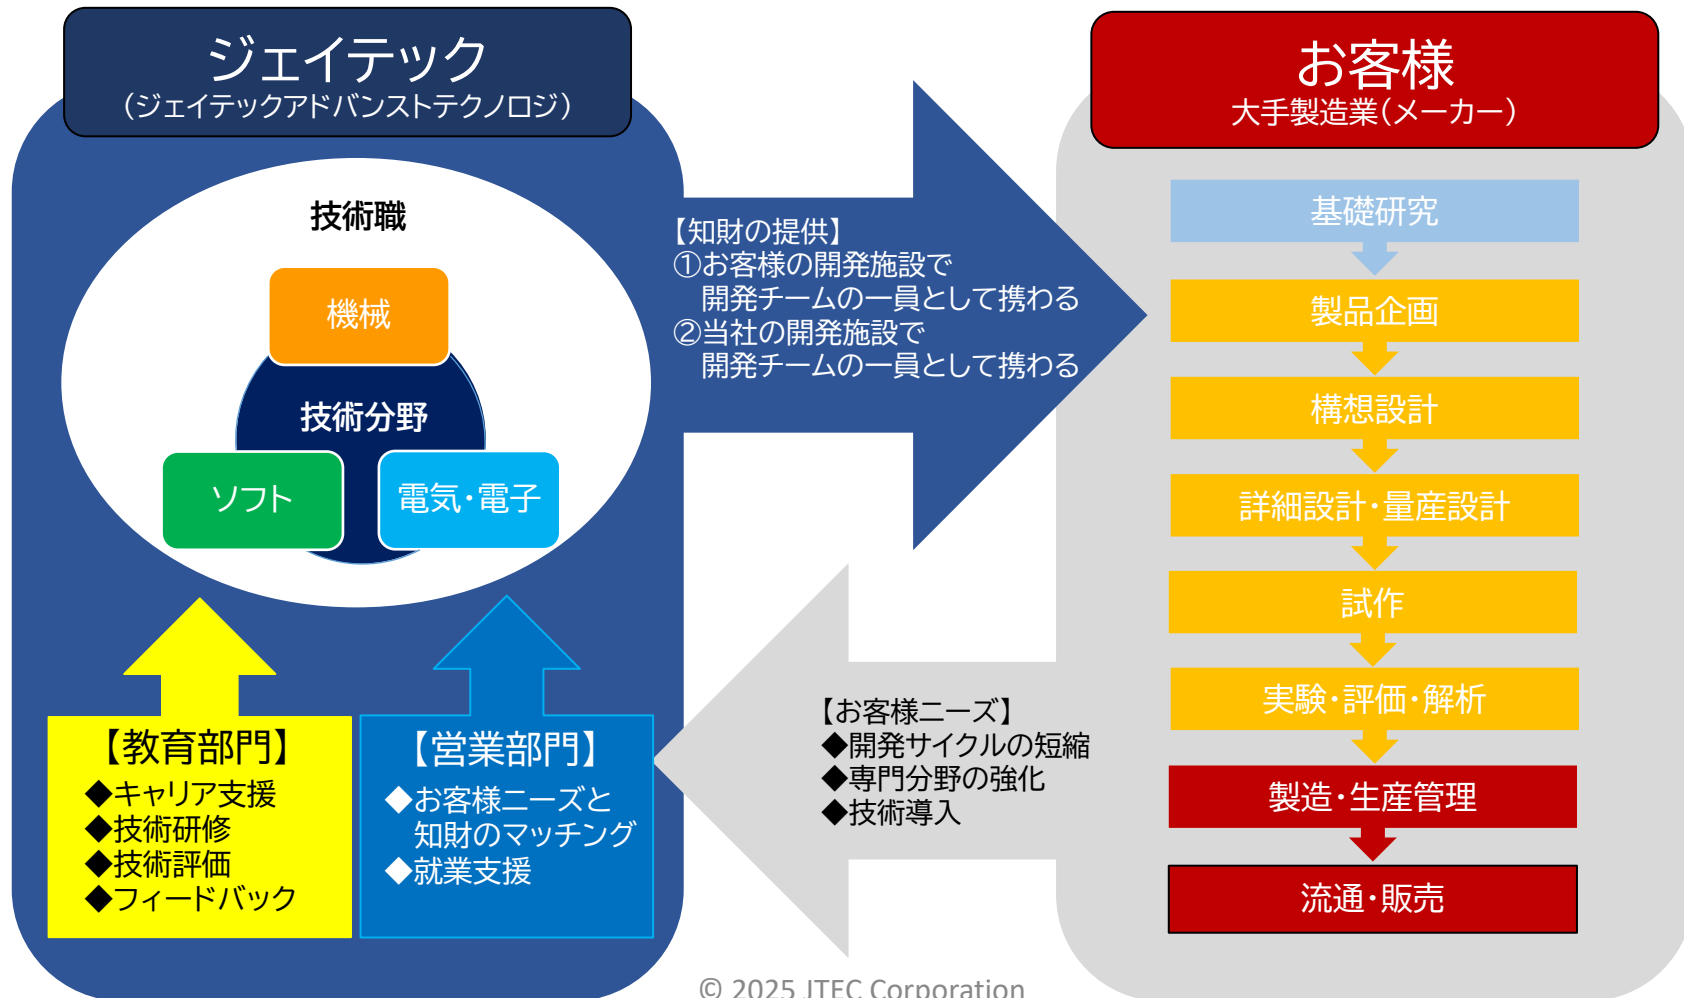 ジェイテック
（ジェイテックアドバンストテクノロジ）
技術職
機械
技術分野
ソフト
電気・電子
【教育部門】
◆キャリア支援
◆技術研修
◆技術評価
◆フィードバック
【営業部門】
◆お客様ニーズと
知財のマッチング
◆就業支援
【知財の提供】
①お客様の開発施設で
開発チームの一員として携わる
②当社の開発施設で
開発チームの一員として携わる
【お客様ニーズ】
◆開発サイクルの短縮
◆専門分野の強化
◆技術導入
お客様
大手製造業（メーカー）
基礎研究
製品企画
構想設計
詳細設計・量産設計
試作
実験・評価・解析
製造・生産管理
流通・販売
© 2025 JTEC Corporation